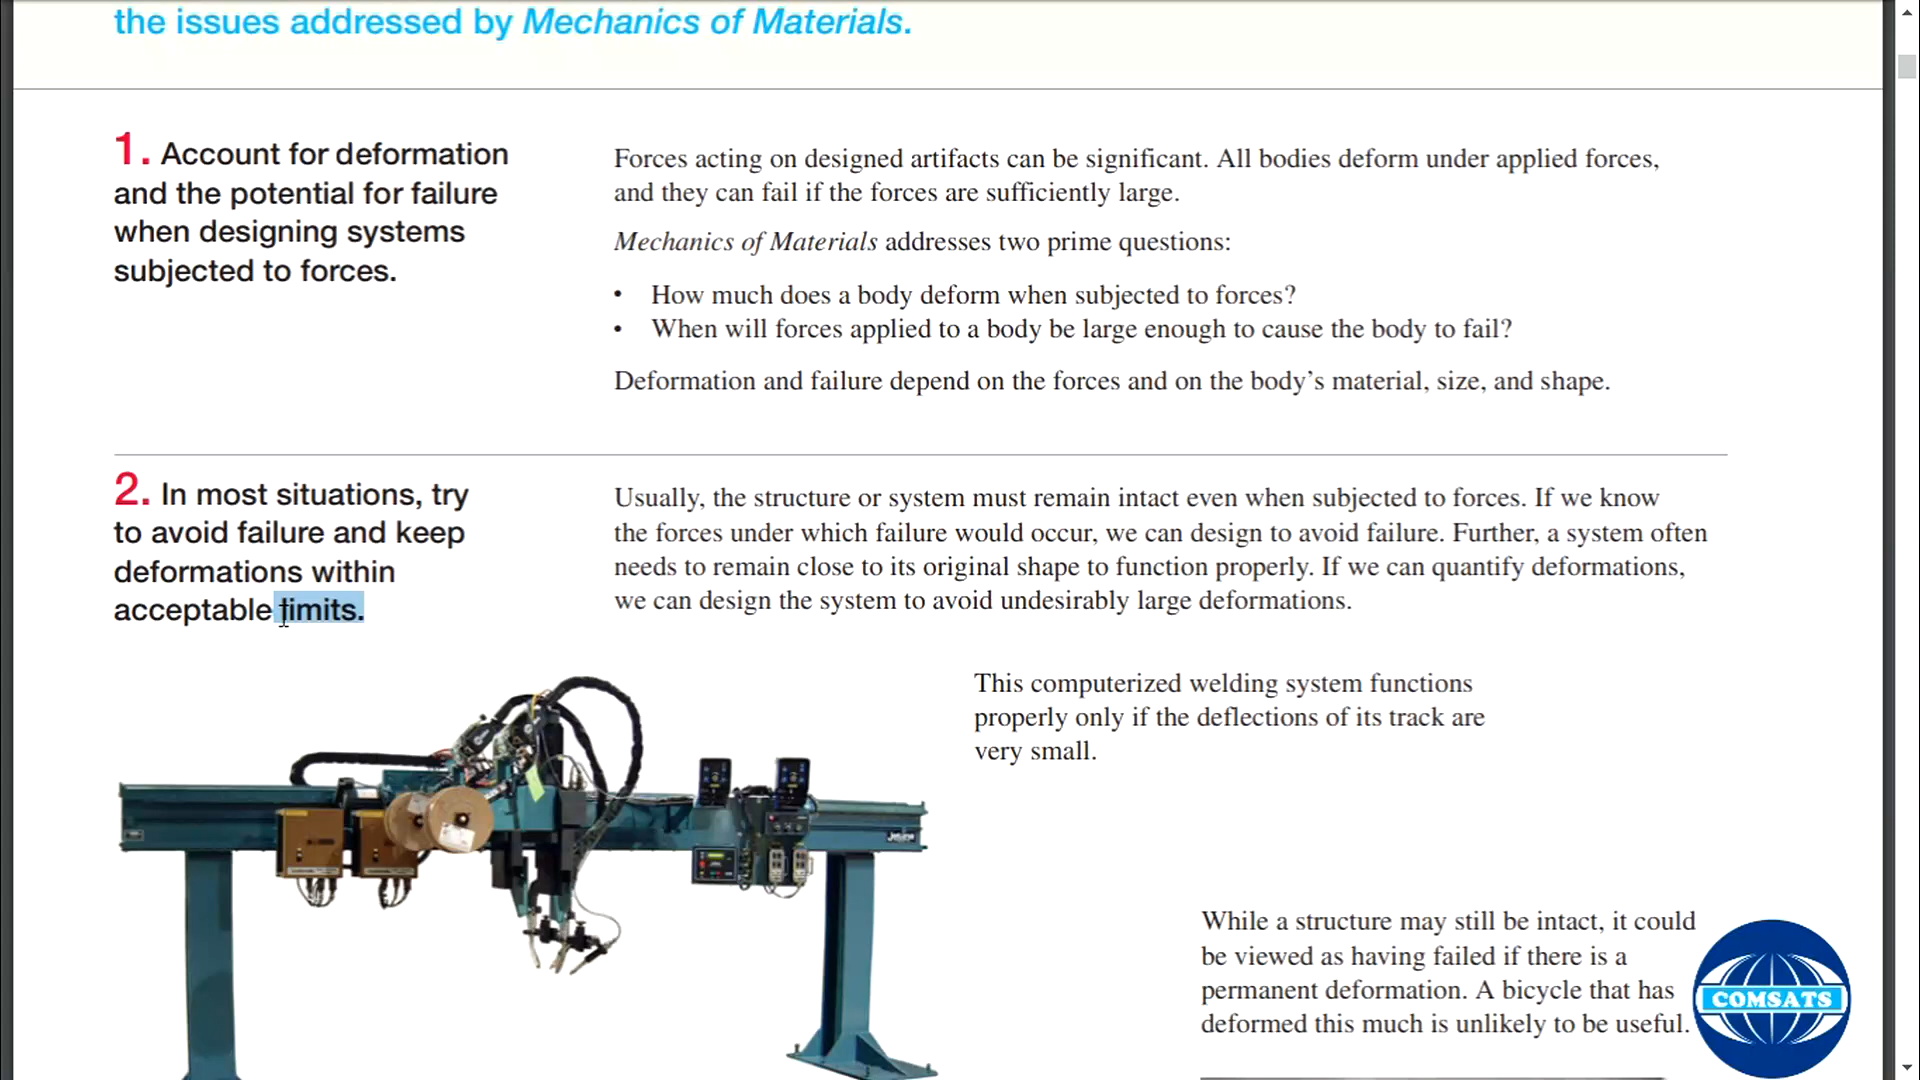 the issues addressed by Mechanics of Materials.
1. Account for deformation
and the potential for failure
when designing systems
subjected to forces.
Forces acting on designed artifacts can be significant. All bodies deform under applied forces,
and they can fail if the forces are sufficiently large.
Mechanics of Materials addresses two prime questions:
• How much does a body deform when subjected to forces?
• When will forces applied to a body be large enough to cause the body to fail?
Deformation and failure depend on the forces and on the body's material, size, and shape.
2. In most situations, try
to avoid failure and keep
deformations within
acceptable limits.
Usually, the structure or system must remain intact even when subjected to forces. If we know
the forces under which failure would occur, we can design to avoid failure. Further, a system often
needs to remain close to its original shape to function properly. If we can quantify deformations,
we can design the system to avoid undesirably large deformations.
This computerized welding system functions
properly only if the deflections of its track are
very small.
Jetline
While a structure may still be intact, it could
be viewed as having failed if there is a
permanent deformation. A bicycle that has
deformed this much is unlikely to be useful.
COMSATS